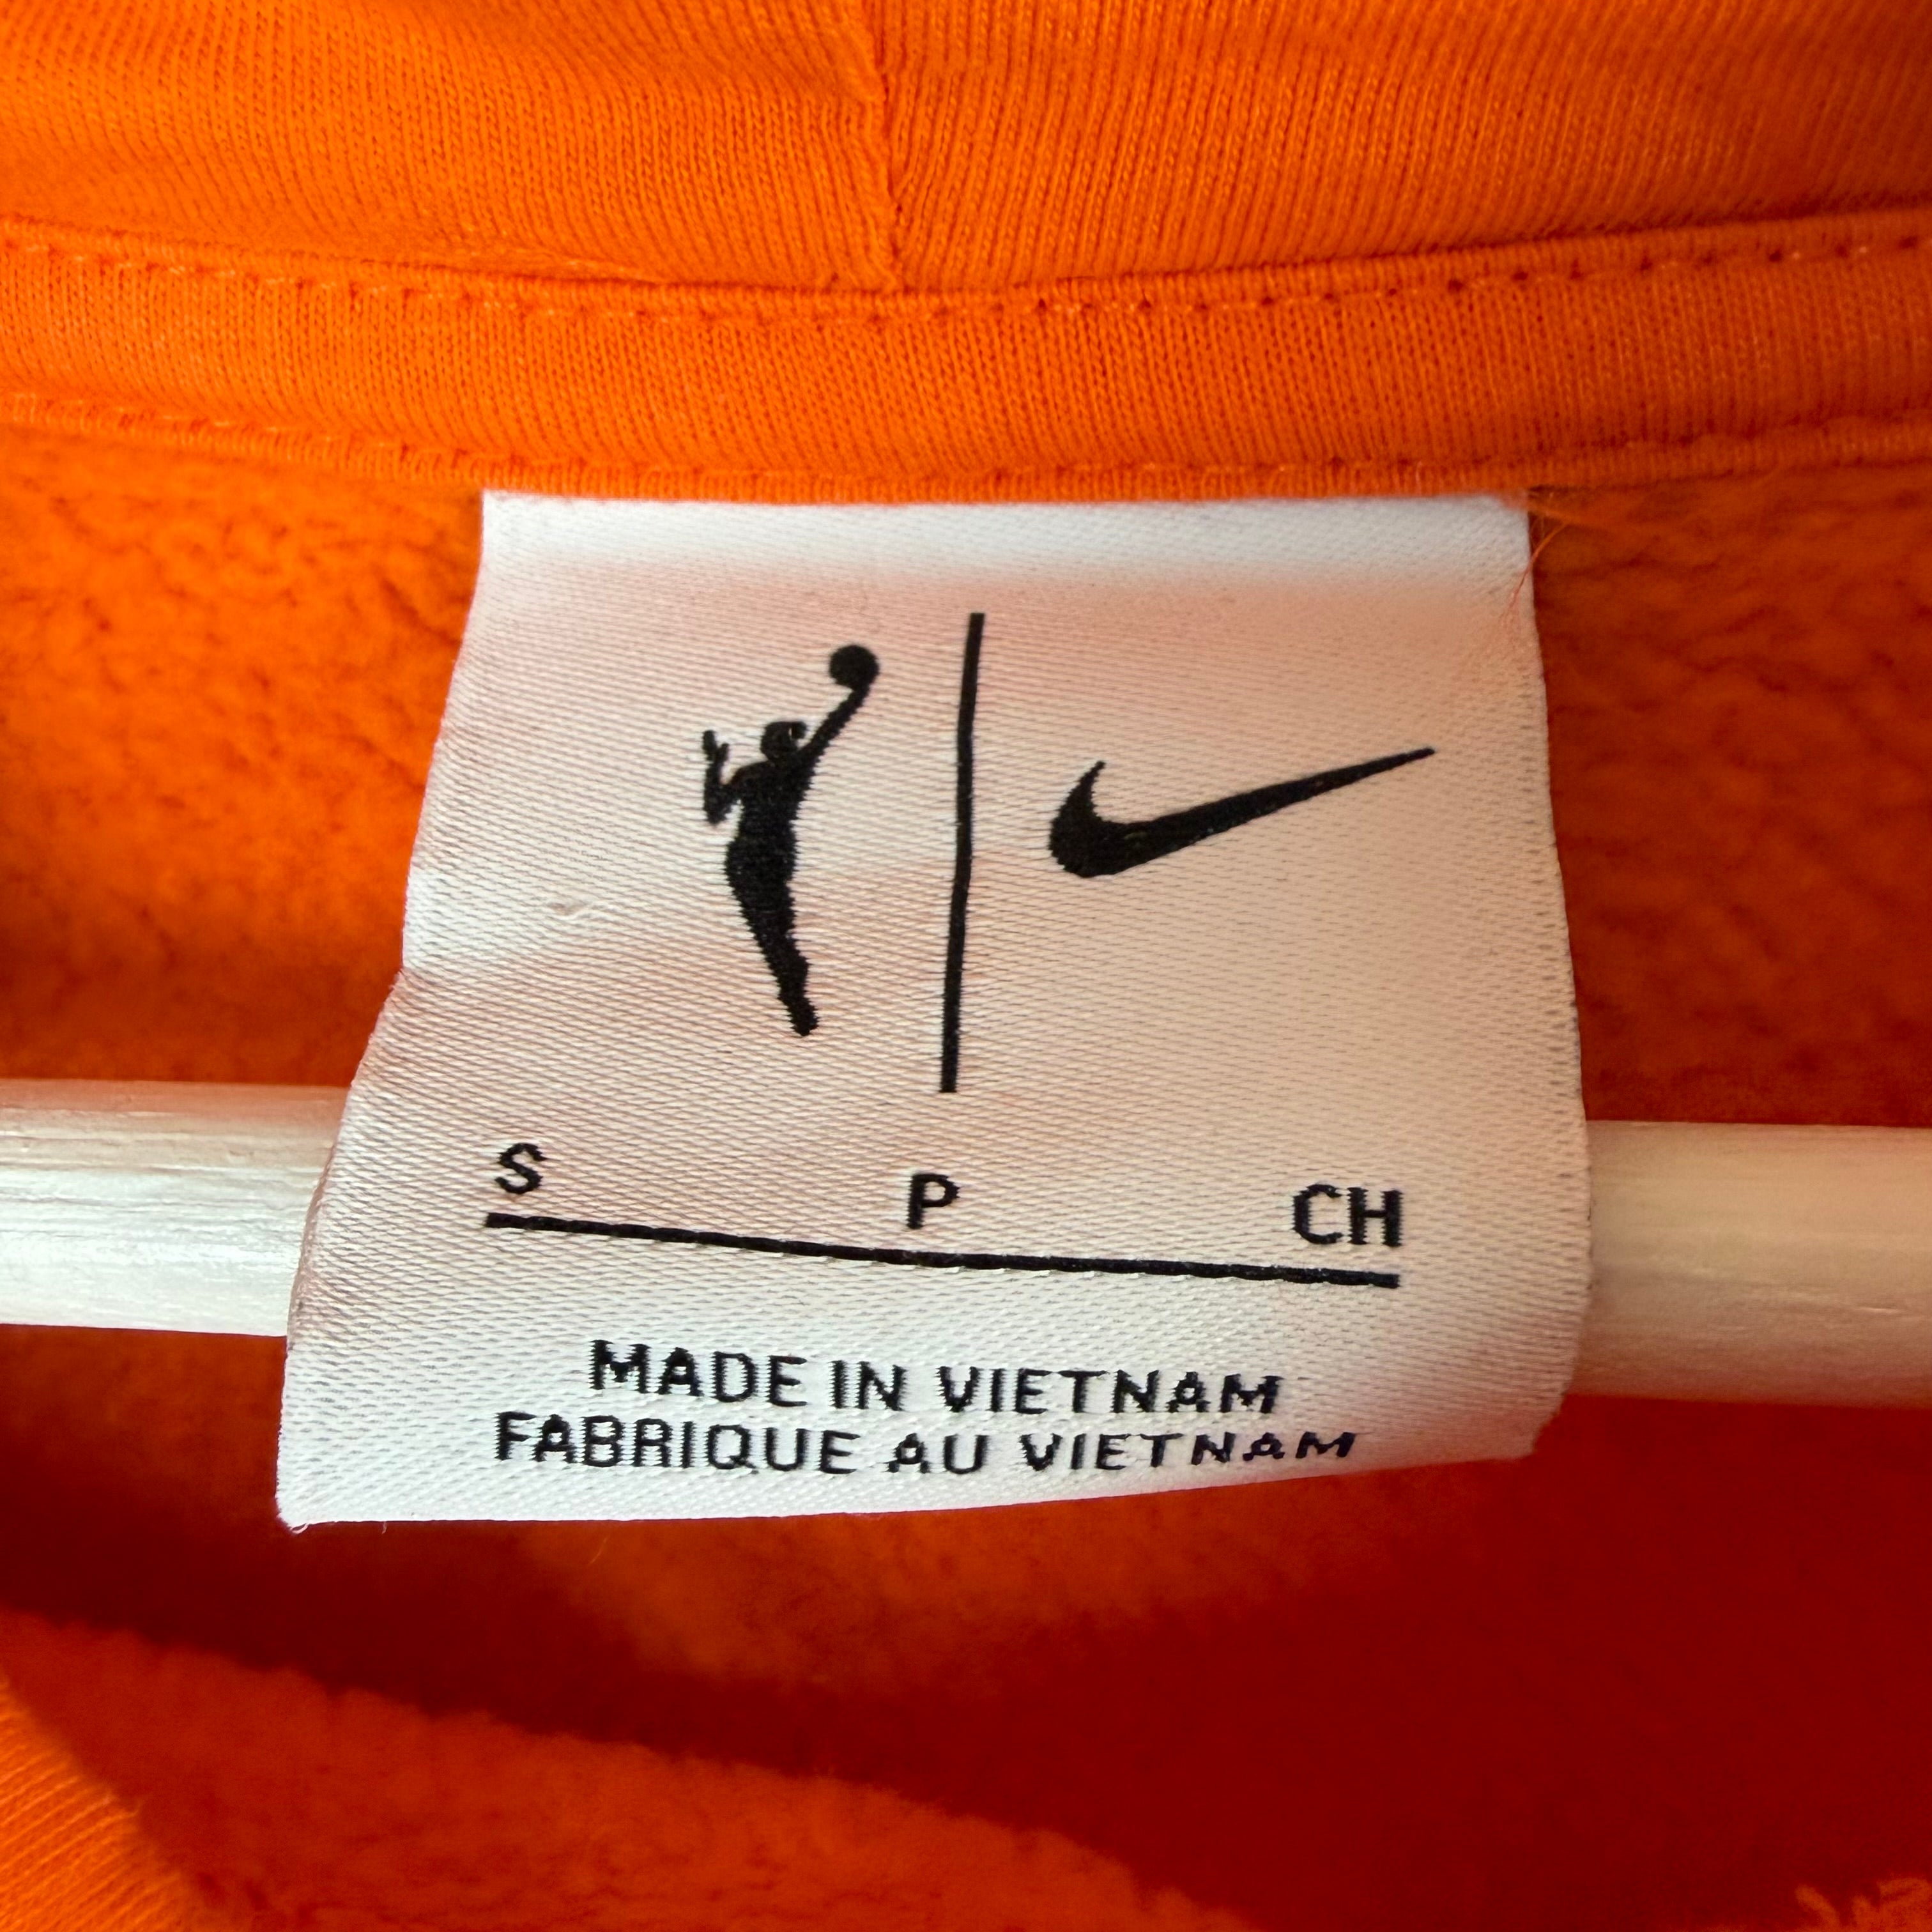 S P CH
MADE IN VIETNAM
FABRIQUE AU VIETNAM